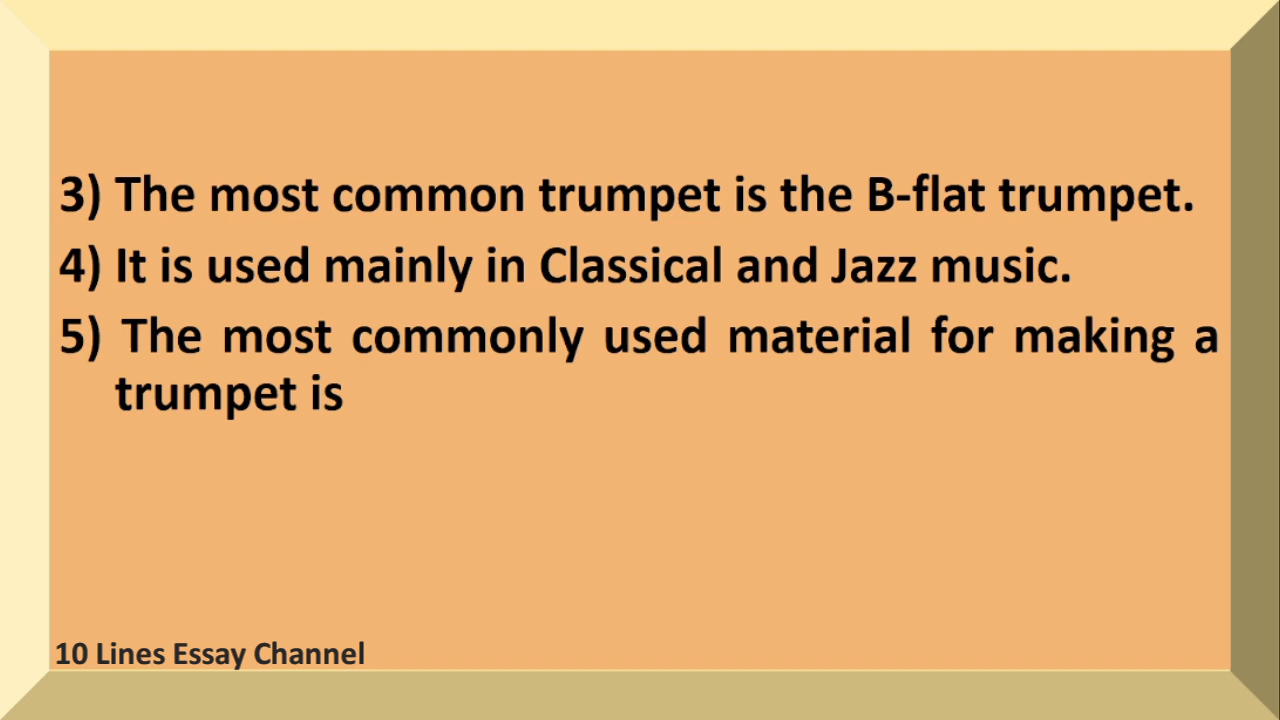 3) The most common trumpet is the B-flat trumpet.
4) It is used mainly in Classical and Jazz music.
5) The most commonly used material for making a
trumpet is
10 Lines Essay Channel